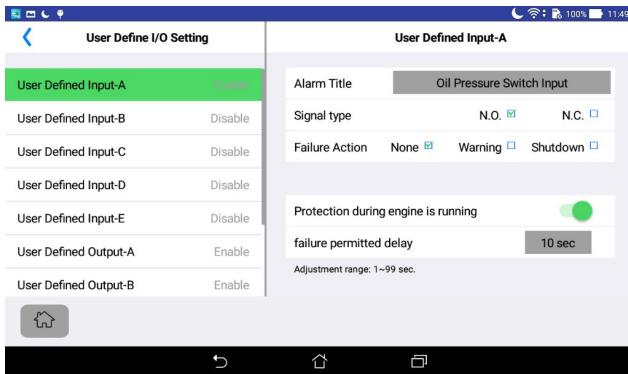 100% 11:49
User Define I/O Setting
User Defined Input-A
User Defined Input-A Enable
User Defined Input-B Disable
User Defined Input-C Disable
User Defined Input-D Disable
User Defined Input-E Disable
User Defined Output-A Enable
User Defined Output-B Enable
Alarm Title Oil Pressure Switch Input
Signal type N.O. N.C.
Failure Action None Warning Shutdown
Protection during engine is running
failure permitted delay 10 sec
Adjustment range: 1~99 sec.